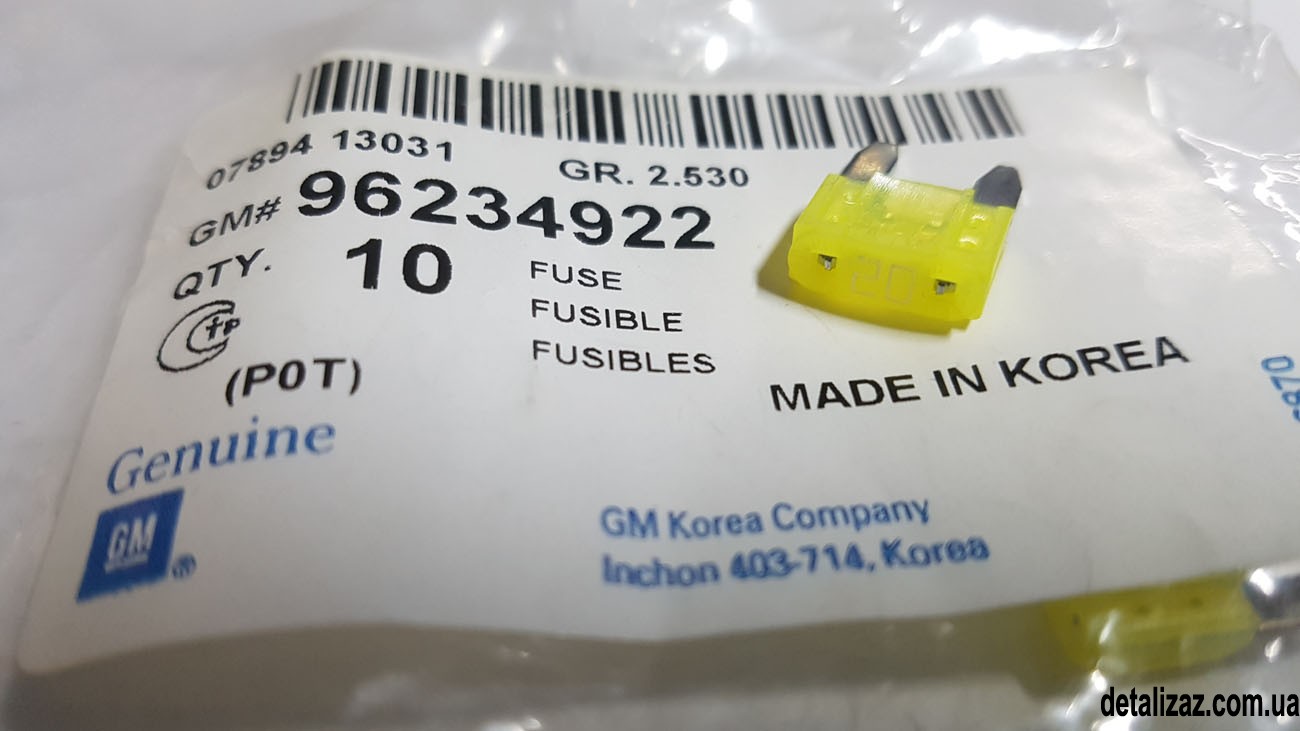 07894 13031
GR. 2.530
GM# 96234922
QTY. 10
FUSE
FUSIBLE
FUSIBLES
(P0T)
20
MADE IN KOREA
Genuine
GM®
GM Korea Company
Inchon 403-714, Korea
detalizaz.com.ua